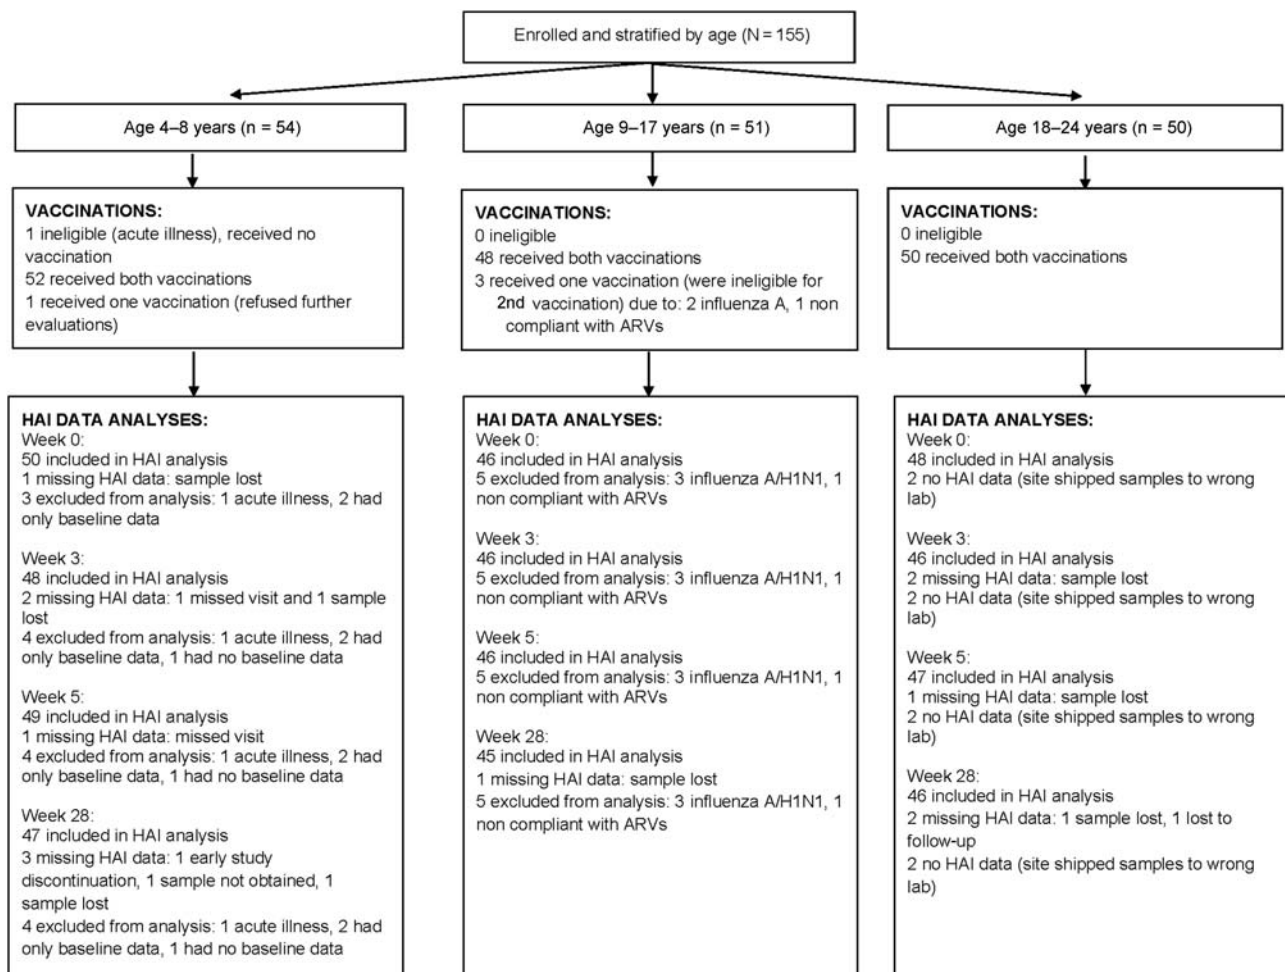 Enrolled and stratified by age (N = 155)
Age 4–8 years (n = 54)
Age 9–17 years (n = 51)
Age 18–24 years (n = 50)
VACCINATIONS:
1 ineligible (acute illness), received no
vaccination
52 received both vaccinations
1 received one vaccination (refused further
evaluations)
VACCINATIONS:
0 ineligible
48 received both vaccinations
3 received one vaccination (were ineligible for
2nd vaccination) due to: 2 influenza A, 1 non
compliant with ARVs
VACCINATIONS:
0 ineligible
50 received both vaccinations
HAI DATA ANALYSES:
Week 0:
50 included in HAI analysis
1 missing HAI data: sample lost
3 excluded from analysis: 1 acute illness, 2 had
only baseline data
Week 3:
48 included in HAI analysis
2 missing HAI data: 1 missed visit and 1 sample
lost
4 excluded from analysis: 1 acute illness, 2 had
only baseline data, 1 had no baseline data
Week 5:
49 included in HAI analysis
1 missing HAI data: missed visit
4 excluded from analysis: 1 acute illness, 2 had
only baseline data, 1 had no baseline data
Week 28:
47 included in HAI analysis
3 missing HAI data: 1 early study
discontinuation, 1 sample not obtained, 1
sample lost
4 excluded from analysis: 1 acute illness, 2 had
only baseline data, 1 had no baseline data
HAI DATA ANALYSES:
Week 0:
46 included in HAI analysis
5 excluded from analysis: 3 influenza A/H1N1, 1
non compliant with ARVs
Week 3:
46 included in HAI analysis
5 excluded from analysis: 3 influenza A/H1N1, 1
non compliant with ARVs
Week 5:
46 included in HAI analysis
5 excluded from analysis: 3 influenza A/H1N1, 1
non compliant with ARVs
Week 28:
45 included in HAI analysis
1 missing HAI data: sample lost
5 excluded from analysis: 3 influenza A/H1N1, 1
non compliant with ARVs
HAI DATA ANALYSES:
Week 0:
48 included in HAI analysis
2 no HAI data (site shipped samples to wrong
lab)
Week 3:
46 included in HAI analysis
2 missing HAI data: sample lost
2 no HAI data (site shipped samples to wrong
lab)
Week 5:
47 included in HAI analysis
1 missing HAI data: sample lost
2 no HAI data (site shipped samples to wrong
lab)
Week 28:
46 included in HAI analysis
2 missing HAI data: 1 sample lost, 1 lost to
follow-up
2 no HAI data (site shipped samples to wrong
lab)